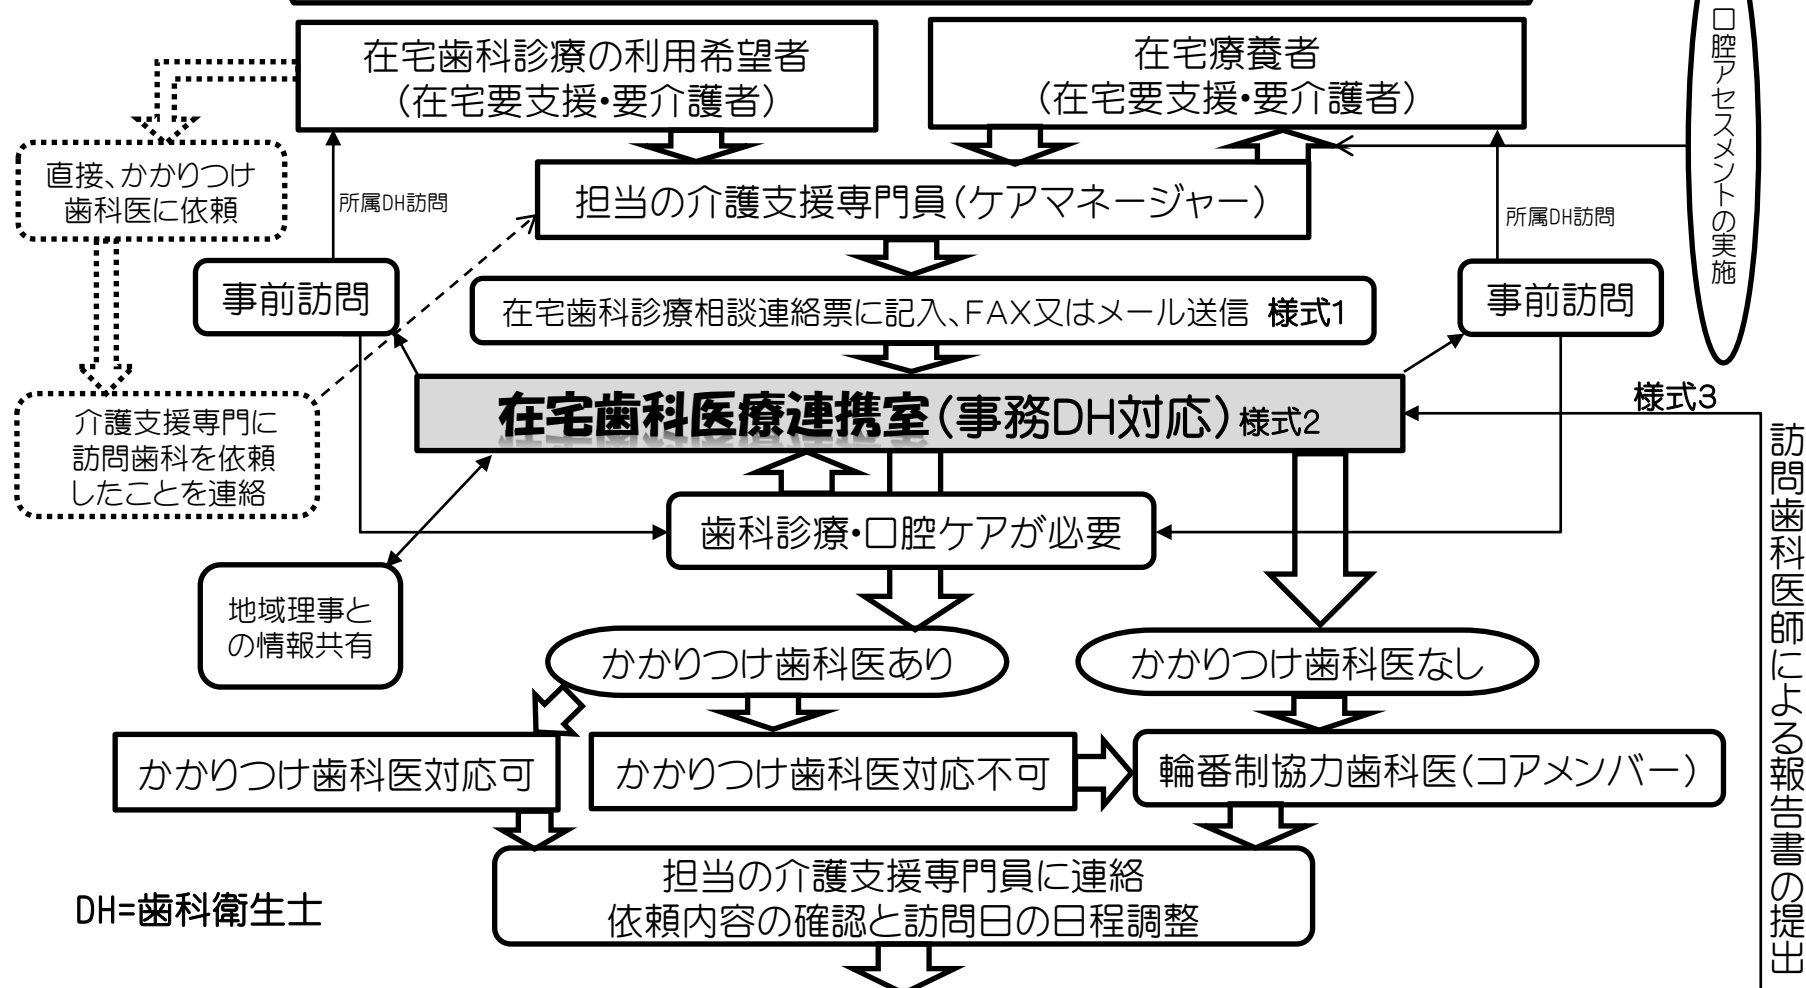 在宅歯科診療の利用希望者
(在宅要支援・要介護者)
在宅療養者
(在宅要支援・要介護者)
口腔アセスメントの実施
直接、かかりつけ
歯科医に依頼
所属DH訪問
担当の介護支援専門員(ケアマネージャー)
所属DH訪問
事前訪問
在宅歯科診療相談連絡票に記入、FAX又はメール送信 様式1
事前訪問
在宅歯科医療連携室(事務DH対応)様式2
様式3
介護支援専門に
訪問歯科を依頼
したことを連絡
訪問歯科医師による報告書の提出
歯科診療・口腔ケアが必要
地域理事と
の情報共有
かかりつけ歯科医あり
かかりつけ歯科医なし
かかりつけ歯科医対応可
かかりつけ歯科医対応不可
輪番制協力歯科医(コアメンバー)
担当の介護支援専門員に連絡
依頼内容の確認と訪問日の日程調整
DH=歯科衛生士